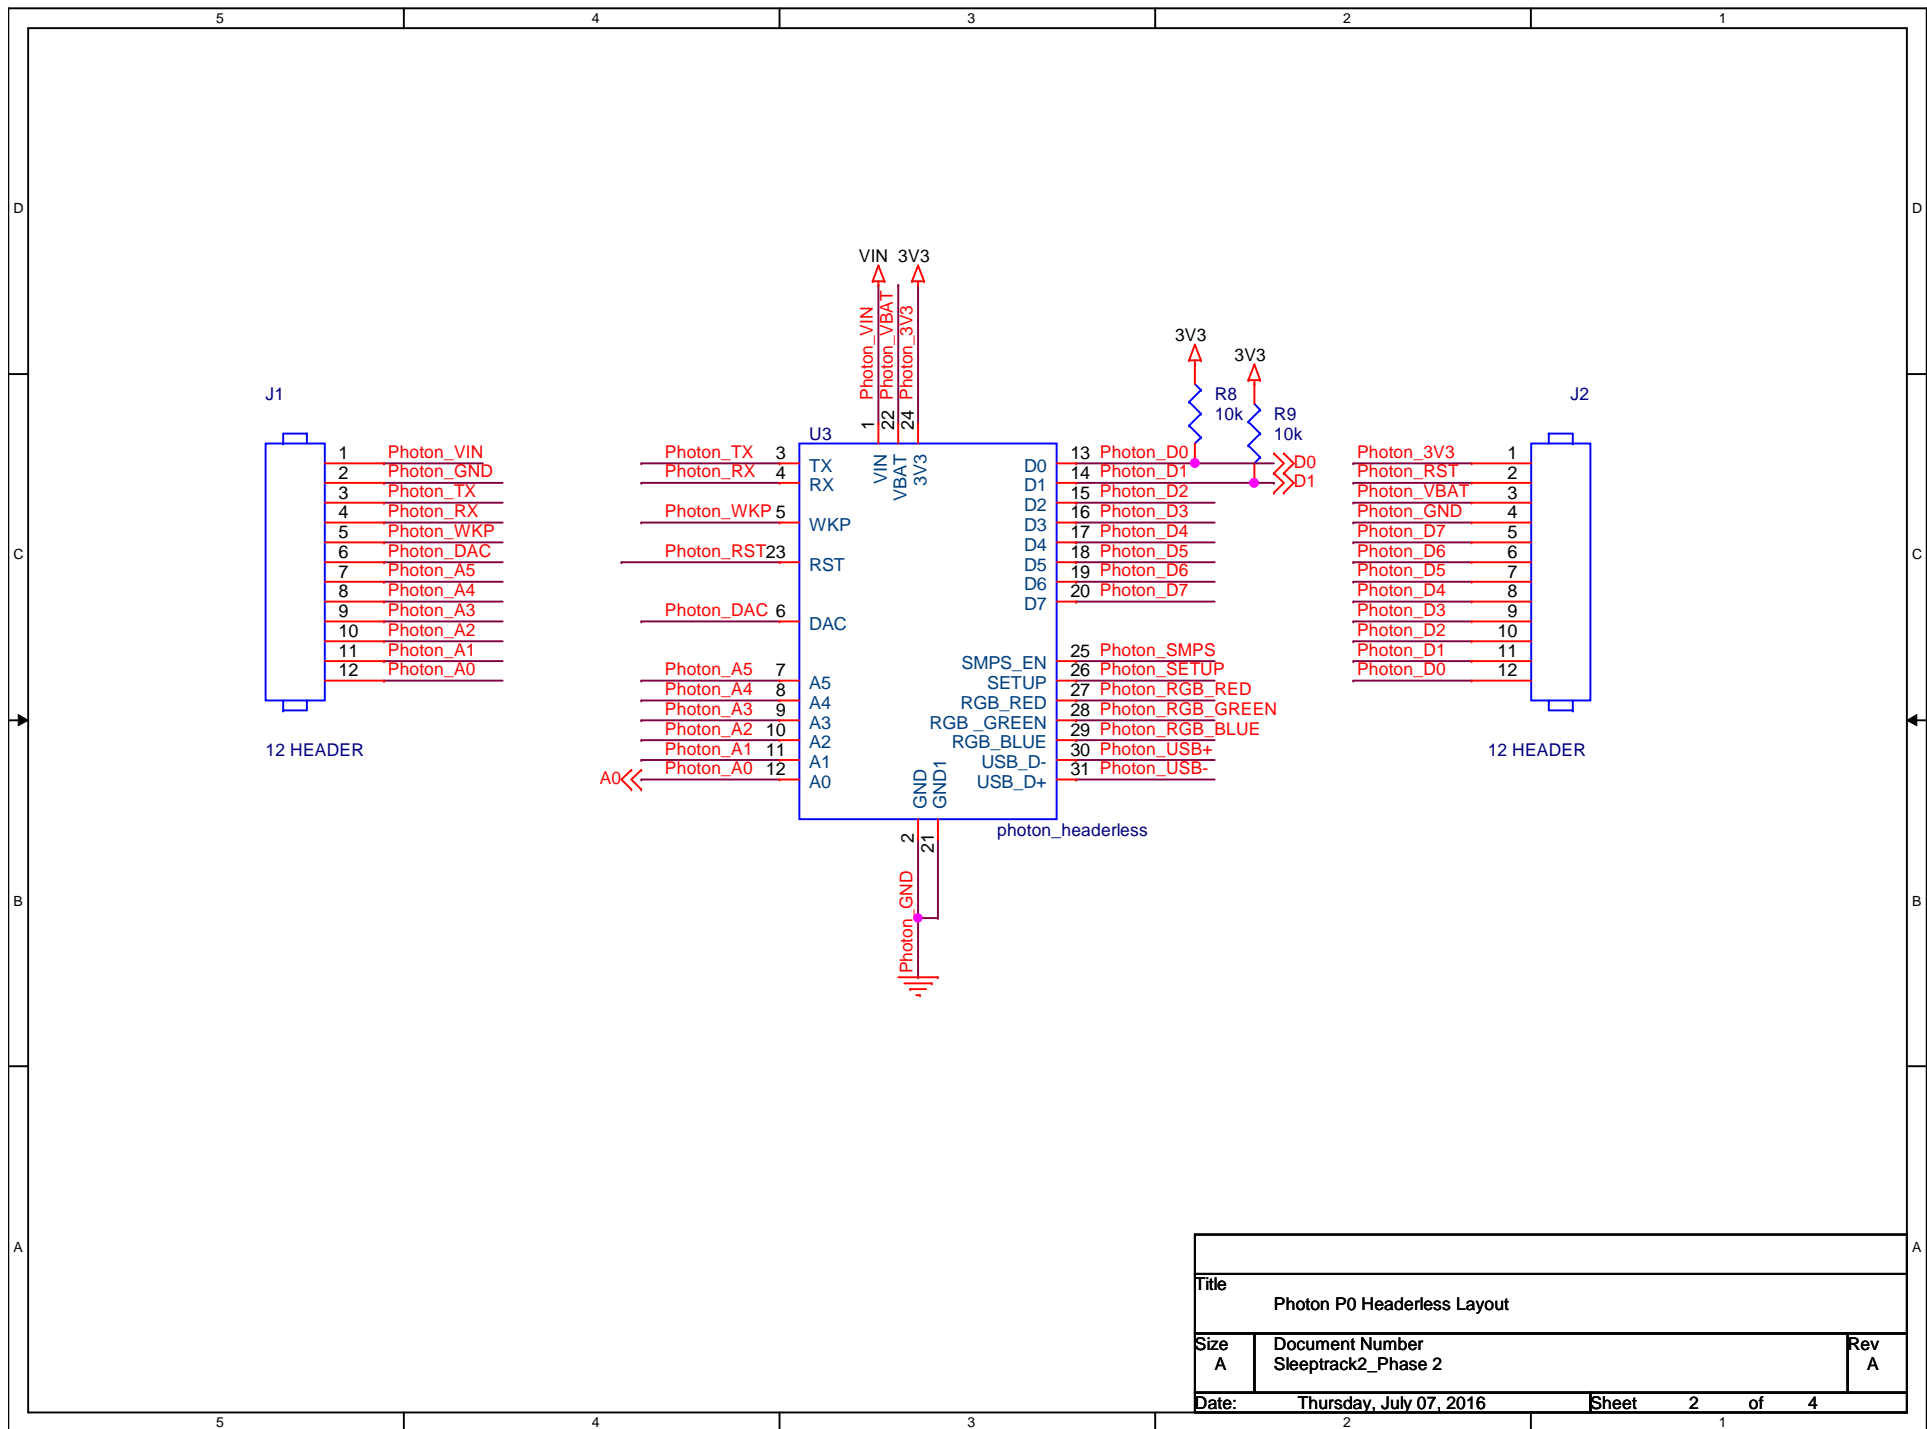 5 4 3 2 1
D D
C C
B B
A A
VIN 3V3
Photon_VIN
Photon_VBAT
Photon_3V3
1
22
24
3V3
3V3
R8
10k
R9
10k
J1
1 Photon_VIN
2 Photon_GND
3 Photon_TX
4 Photon_RX
5 Photon_WKP
6 Photon_DAC
7 Photon_A5
8 Photon_A4
9 Photon_A3
10 Photon_A2
11 Photon_A1
12 Photon_A0
12 HEADER
U3
VIN
VBAT
3V3
Photon_TX 3 TX
Photon_RX 4 RX
Photon_WKP 5 WKP
Photon_RST 23 RST
Photon_DAC 6 DAC
Photon_A5 7 A5
Photon_A4 8 A4
Photon_A3 9 A3
Photon_A2 10 A2
Photon_A1 11 A1
A0 Photon_A0 12 A0
D0 13 Photon_D0 D0
D1 14 Photon_D1 D1
D2 15 Photon_D2
D3 16 Photon_D3
D4 17 Photon_D4
D5 18 Photon_D5
D6 19 Photon_D6
D7 20 Photon_D7
SMPS_EN 25 Photon_SMPS
SETUP 26 Photon_SETUP
RGB_RED 27 Photon_RGB_RED
RGB_GREEN 28 Photon_RGB_GREEN
RGB_BLUE 29 Photon_RGB_BLUE
USB_D- 30 Photon_USB+
USB_D+ 31 Photon_USB-
GND
GND1
2
21
Photon_GND
photon_headerless
J2
Photon_3V3 1
Photon_RST 2
Photon_VBAT 3
Photon_GND 4
Photon_D7 5
Photon_D6 6
Photon_D5 7
Photon_D4 8
Photon_D3 9
Photon_D2 10
Photon_D1 11
Photon_D0 12
12 HEADER
Title
Photon P0 Headerless Layout
Size Document Number Rev
A Sleeptrack2_Phase 2 A
Date: Thursday, July 07, 2016 Sheet 2 of 4
5 4 3 2 1